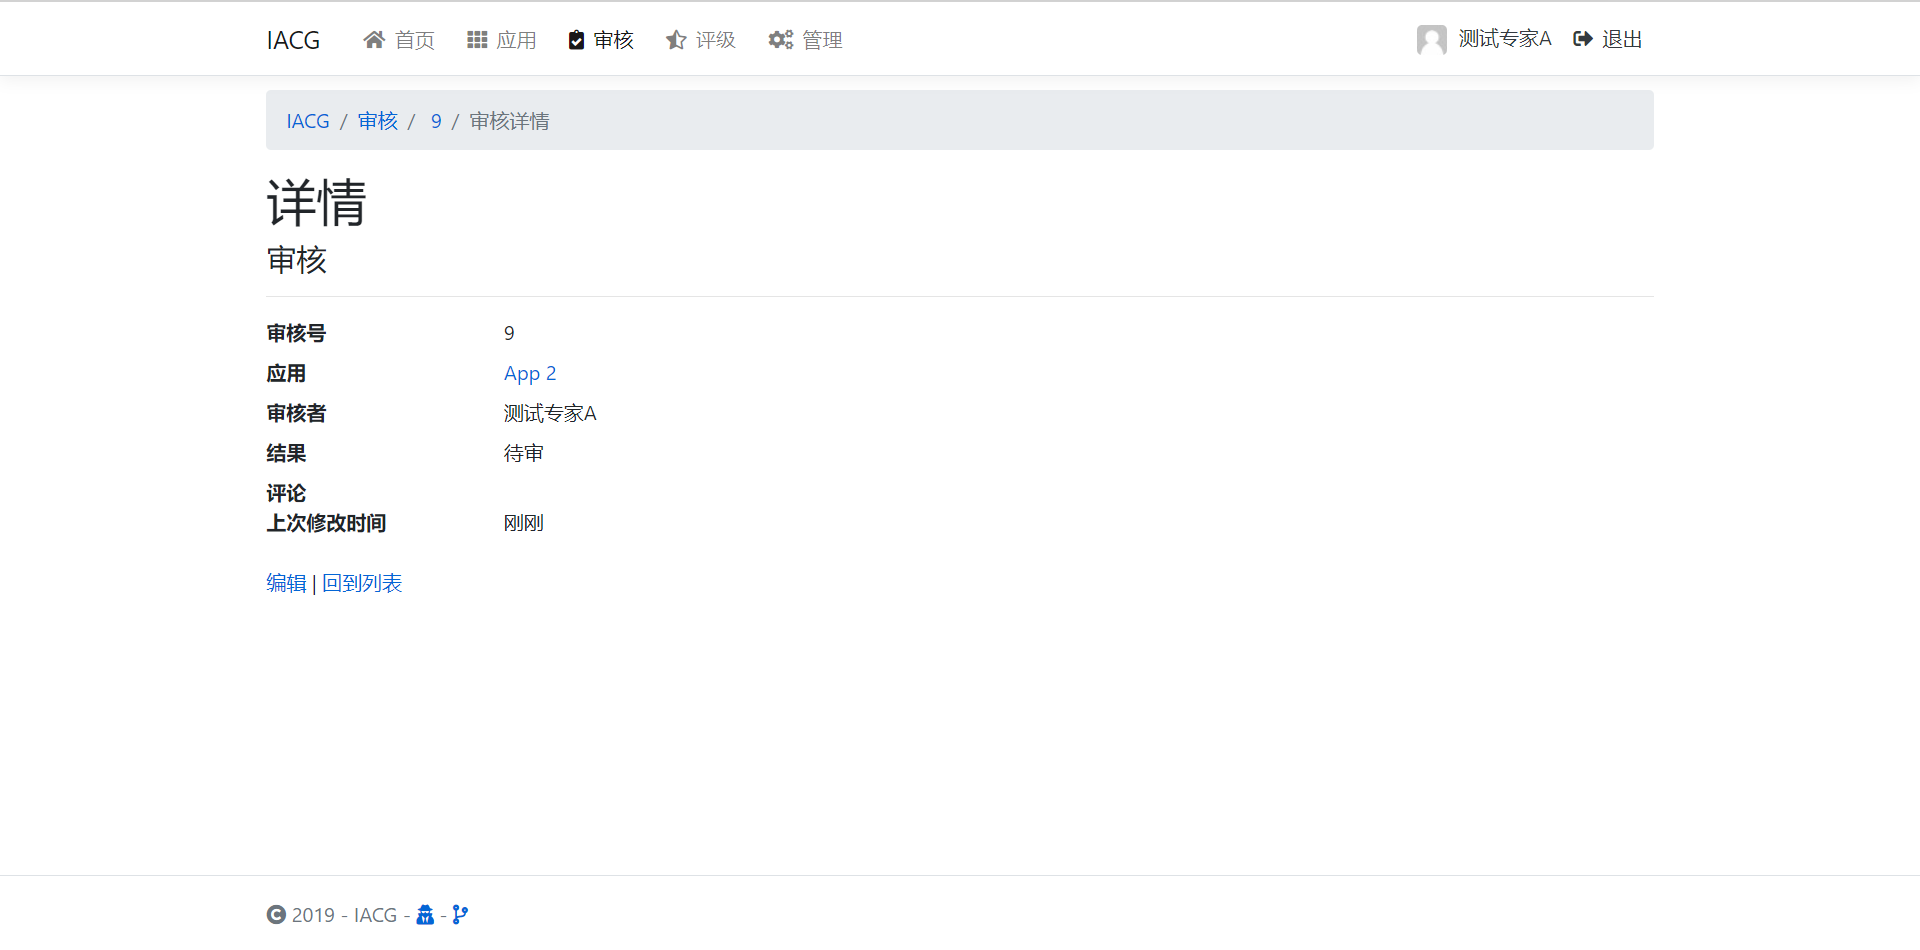 IACG 首页 应用 审核 评级 管理 测试专家A 退出
IACG / 审核 / 9 / 审核详情
详情
审核
审核号 9
应用 App 2
审核者 测试专家A
结果 待审
评论
上次修改时间 刚刚
编辑 | 回到列表
© 2019 - IACG - -